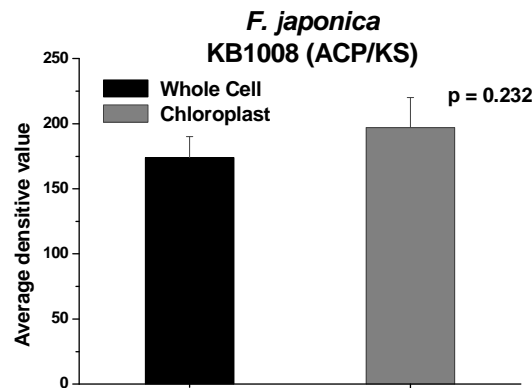 F. japonica
KB1008 (ACP/KS)
Whole Cell
Chloroplast
p = 0.232
Average densitive value
250
200
150
100
50
0